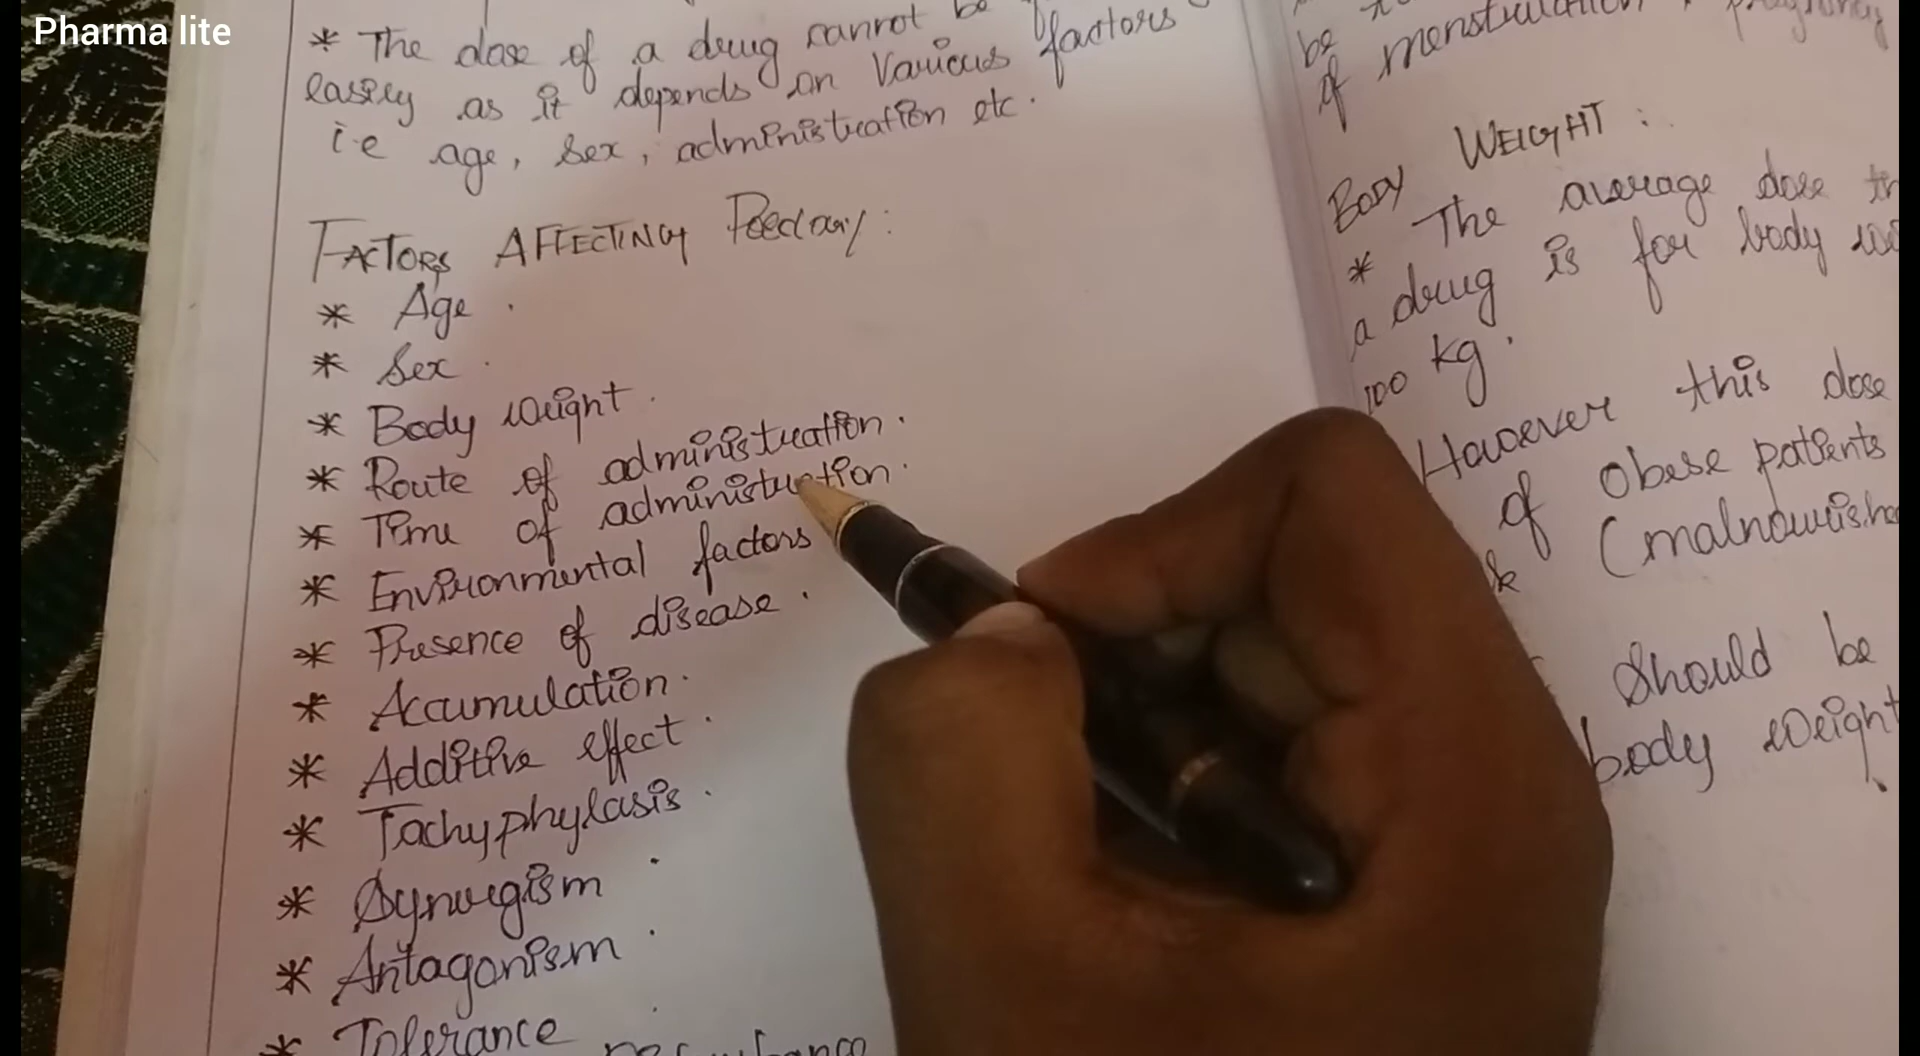 Pharma lite
* The dose of a drug cannot be
easily as it depends on various factors
i.e age, sex, administration etc.
FACTORS AFFECTING
* Age.
* Sex.
* Body weight.
* Route of administration.
* Time of administration.
* Environmental factors
* Presence of disease.
* Accumulation.
* Additive effect.
* Tachyphylasis.
* Synergism.
* Antagonism.
* Tolerance
be
of menstruation
BODY WEIGHT:
* The average dose
a drug is for body
100 kg.
However this dose
of obese patients
(malnourishe
should be
body weight